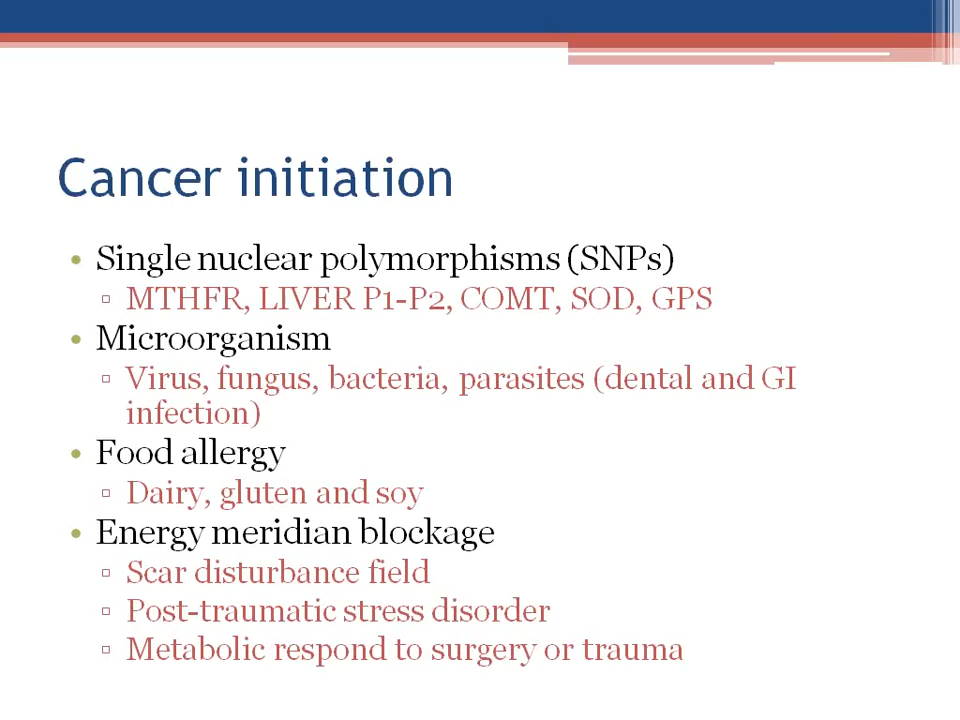 Cancer initiation
• Single nuclear polymorphisms (SNPs)
▫ MTHFR, LIVER P1-P2, COMT, SOD, GPS
• Microorganism
▫ Virus, fungus, bacteria, parasites (dental and GI
infection)
• Food allergy
▫ Dairy, gluten and soy
• Energy meridian blockage
▫ Scar disturbance field
▫ Post-traumatic stress disorder
▫ Metabolic respond to surgery or trauma